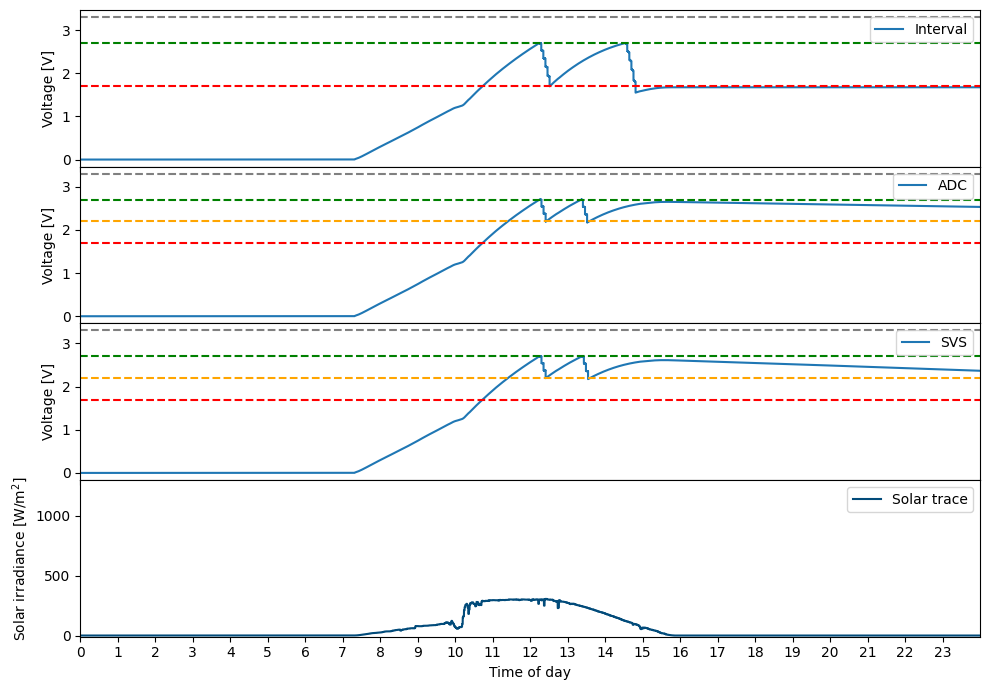 Voltage [V]
3
2
1
0
Interval
Voltage [V]
3
2
1
0
ADC
Voltage [V]
3
2
1
0
SVS
Solar irradiance [W/m²]
1000
500
0
Solar trace
0 1 2 3 4 5 6 7 8 9 10 11 12 13 14 15 16 17 18 19 20 21 22 23
Time of day